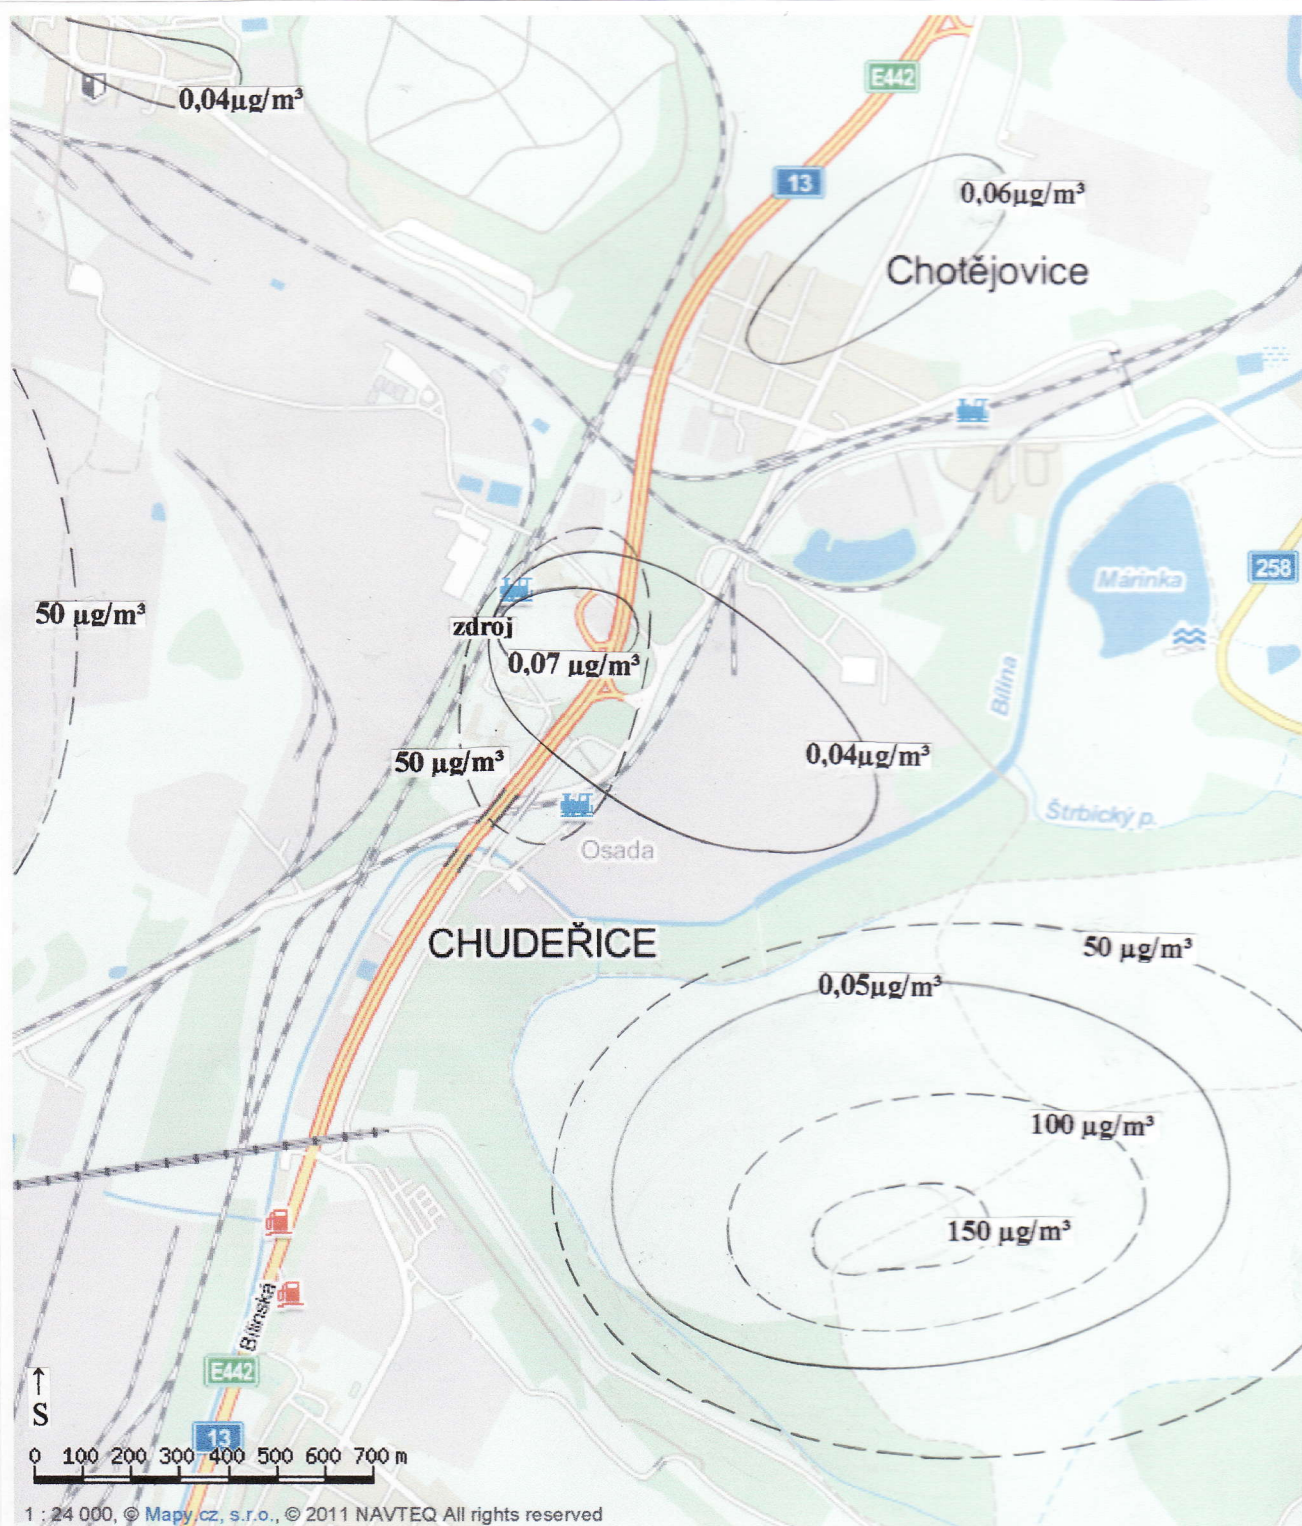 E442
0,04µg/m³
13
0,06µg/m³
Chotějovice
258
Márinka
50 µg/m³
zdroj
0,07 µg/m³
Bílina
50 µg/m³
0,04µg/m³
Štrbický p.
Osada
CHUDEŘICE
50 µg/m³
0,05µg/m³
100 µg/m³
150 µg/m³
Bílinská
E442
S
13
0 100 200 300 400 500 600 700 m
1 : 24 000, © Mapy.cz, s.r.o., © 2011 NAVTEQ All rights reserved